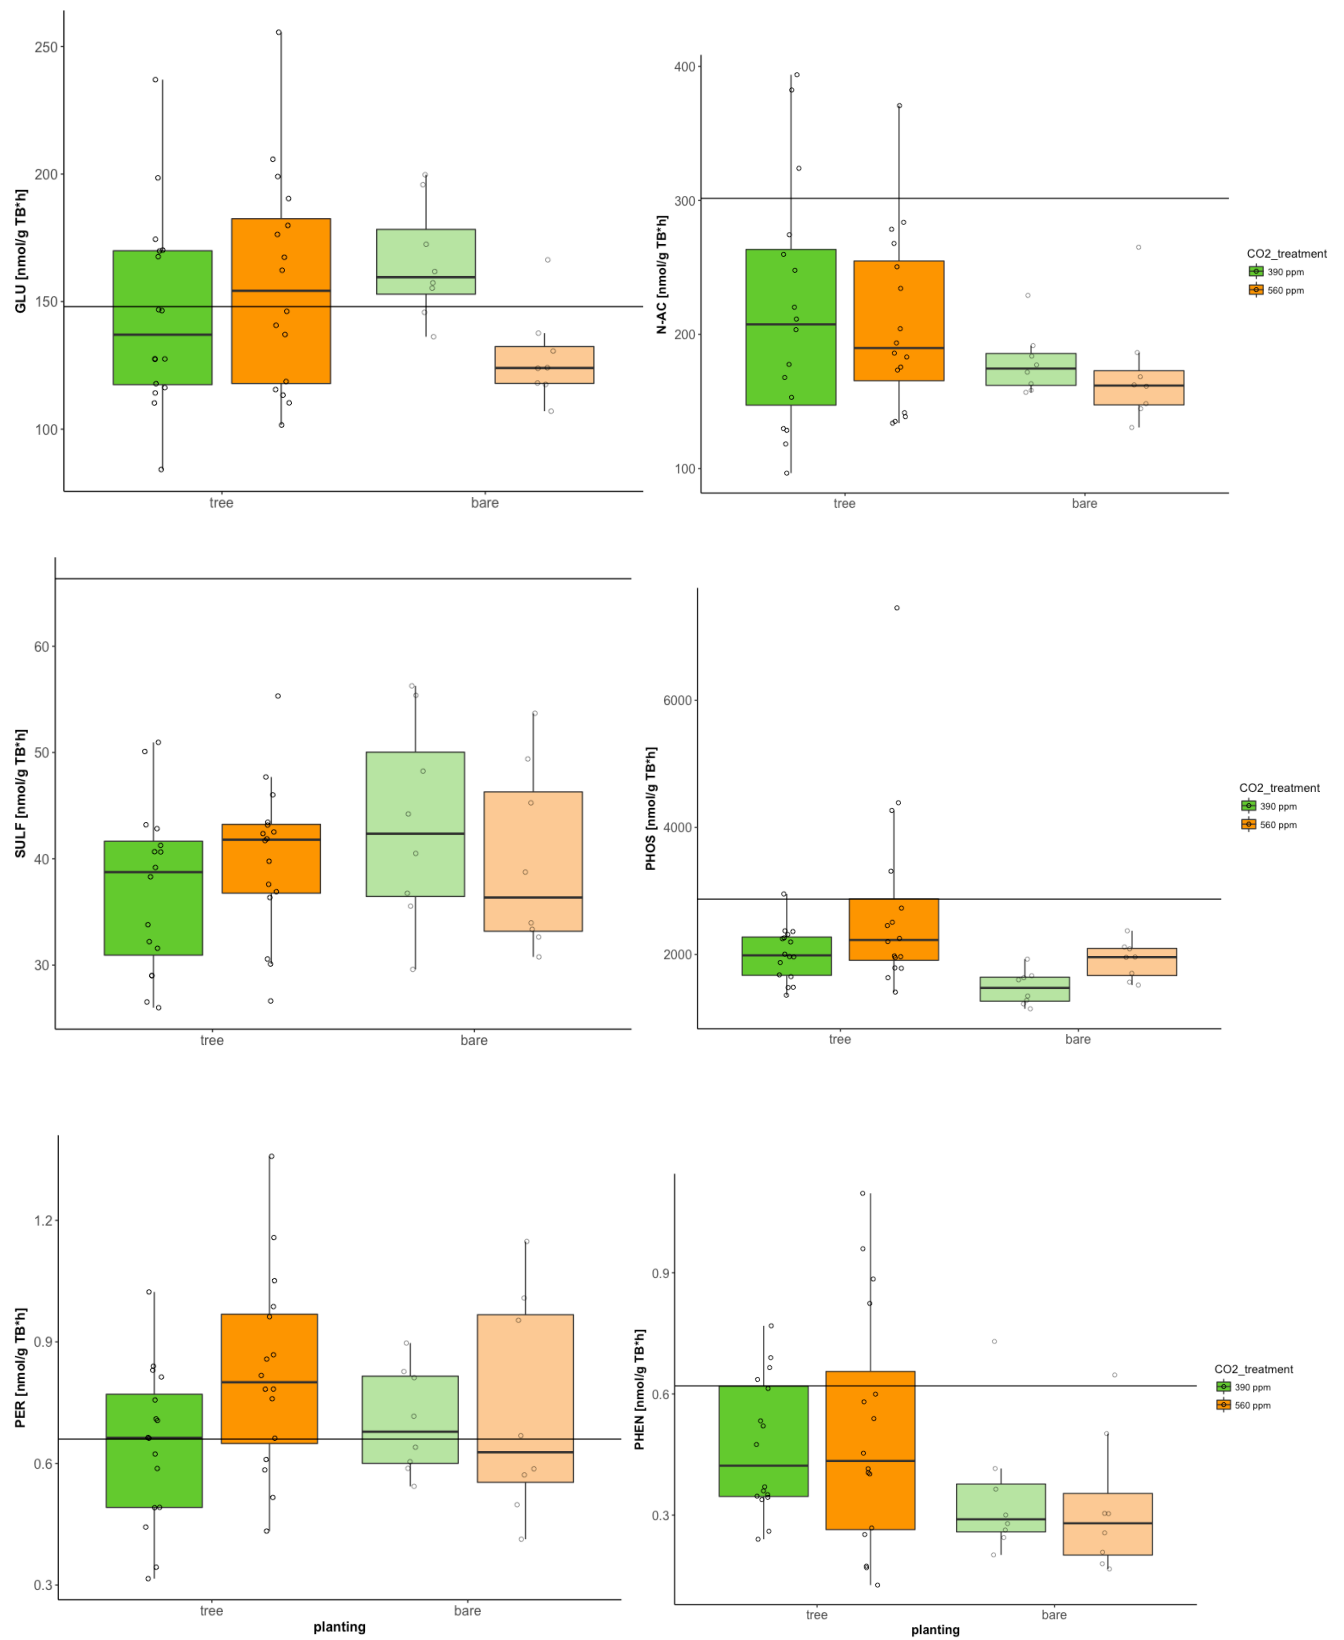 GLU [nmol/g TB*h]
250
200
150
100
tree bare
N-AC [nmol/g TB*h]
400
300
200
100
tree bare
CO2_treatment
390 ppm
560 ppm
SULF [nmol/g TB*h]
60
50
40
30
tree bare
PHOS [nmol/g TB*h]
6000
4000
2000
tree bare
CO2_treatment
390 ppm
560 ppm
PER [nmol/g TB*h]
1.2
0.9
0.6
0.3
tree bare
planting
PHEN [nmol/g TB*h]
0.9
0.6
0.3
tree bare
planting
CO2_treatment
390 ppm
560 ppm